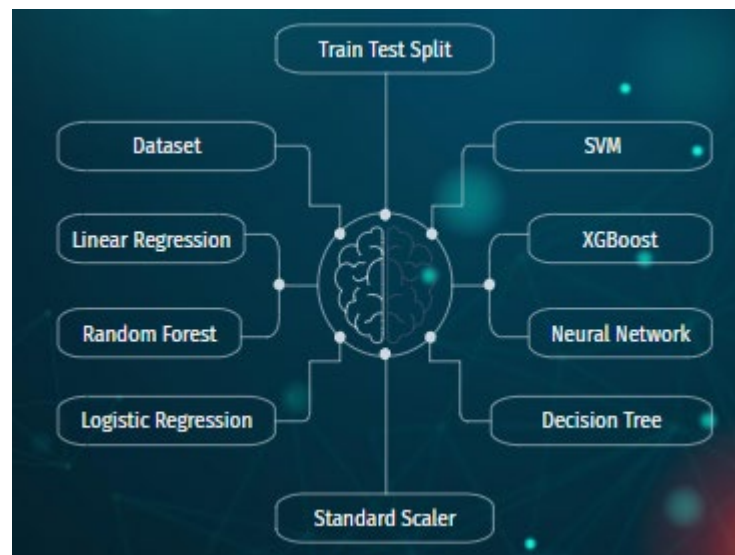 Train Test Split
Dataset
SVM
Linear Regression
XGBoost
Random Forest
Neural Network
Logistic Regression
Decision Tree
Standard Scaler